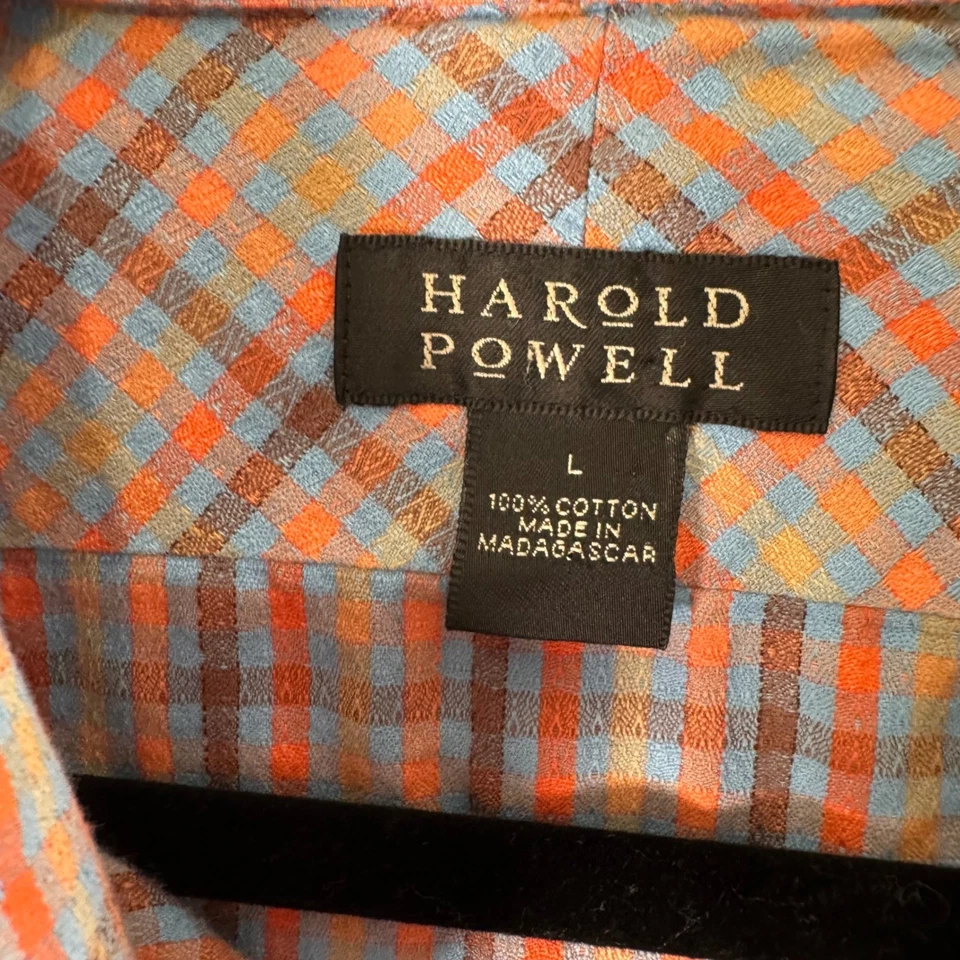 HAROLD
POWELL
L
100% COTTON
MADE IN
MADAGASCAR